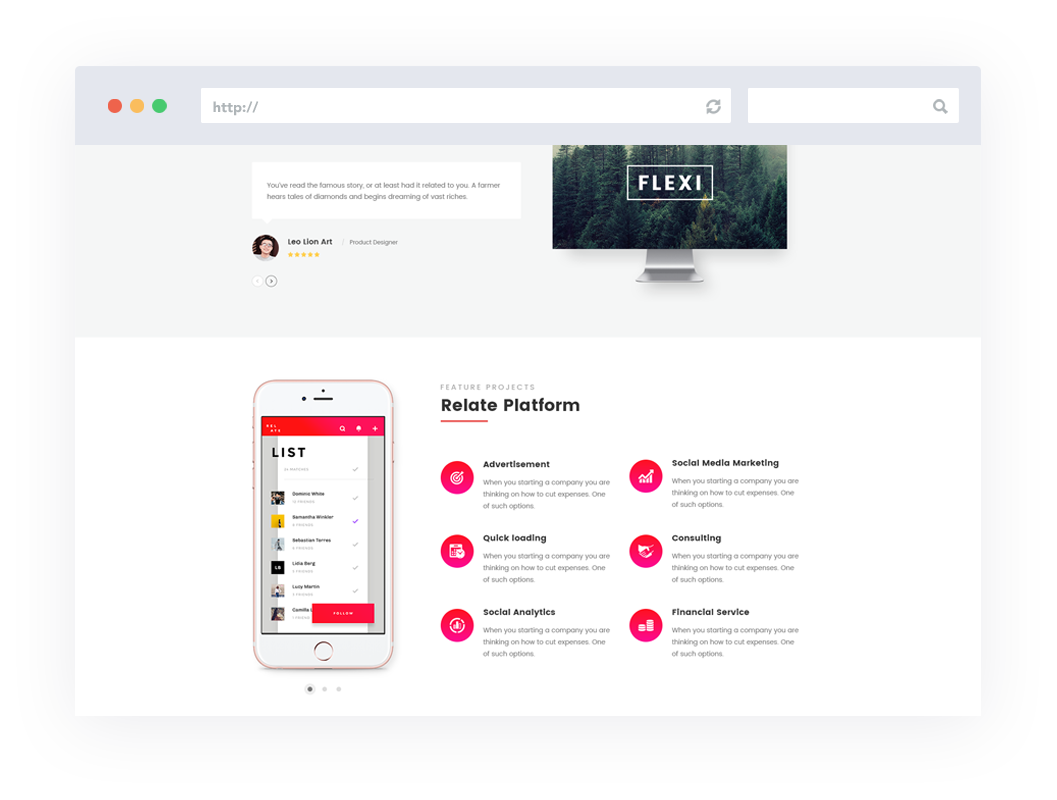 http://
You've read the famous story, or at least had it related to you. A farmer
hears tales of diamonds and begins dreaming of vast riches.
Leo Lion Art | Product Designer
FLEXI
FEATURE PROJECTS
Relate Platform
REL
ATE
LIST
Dominic White
Samantha Winkler
Sebastian Torres
LB
Lidia Berg
Lucy Martin
Camilla
FOLLOW
Advertisement
When you starting a company you are
thinking on how to cut expenses. One
of such options.
Social Media Marketing
When you starting a company you are
thinking on how to cut expenses. One
of such options.
Quick loading
When you starting a company you are
thinking on how to cut expenses. One
of such options.
Consulting
When you starting a company you are
thinking on how to cut expenses. One
of such options.
Social Analytics
When you starting a company you are
thinking on how to cut expenses. One
of such options.
Financial Service
When you starting a company you are
thinking on how to cut expenses. One
of such options.